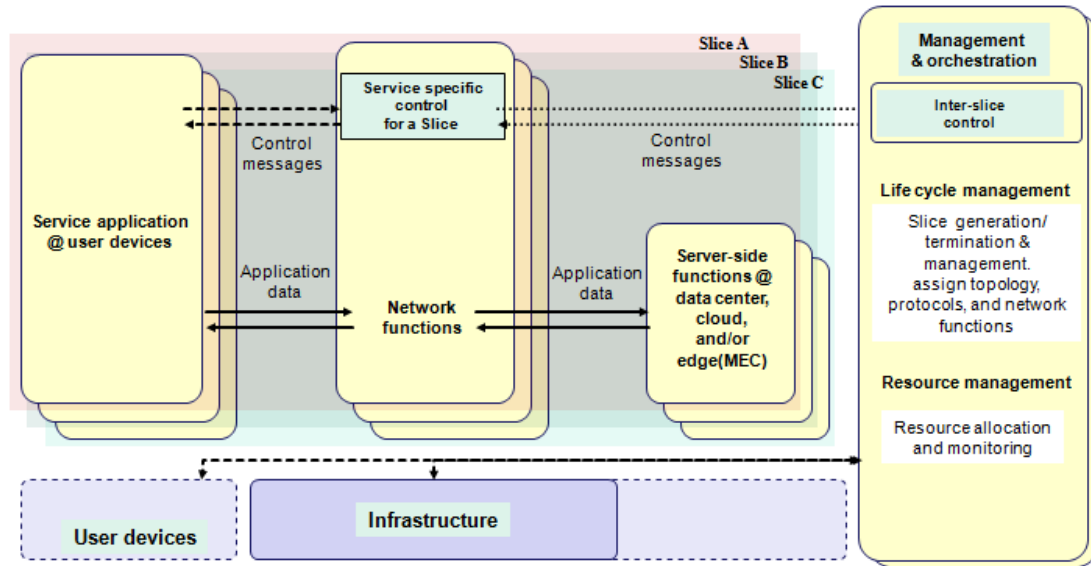 Slice A
Slice B
Slice C
Management
& orchestration
Inter-slice
control
Service specific
control
for a Slice
Control
messages
Control
messages
Life cycle management
Slice generation/
termination &
management.
assign topology,
protocols, and network
functions
Service application
@ user devices
Application
data
Network
functions
Application
data
Server-side
functions @
data center,
cloud,
and/or
edge(MEC)
Resource management
Resource allocation
and monitoring
User devices
Infrastructure